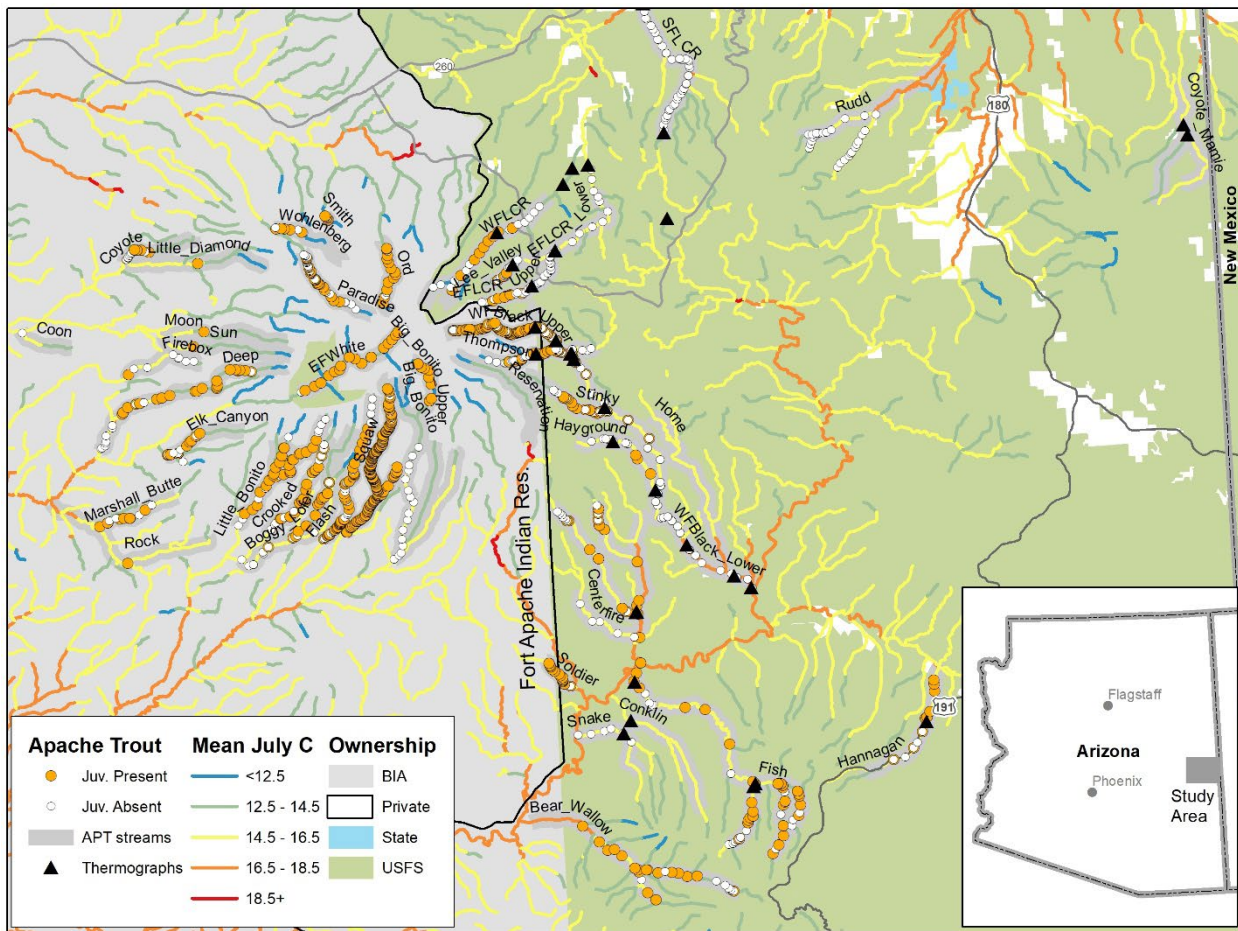 SFLCR
260
Rudd
180
Coyote_Mamie
New Mexico
Smith
Wohlenberg
Coyote
Little_Diamond
Ord
WFLCR
Lower
Lee_Valley
EFLCR_L
EFLCR_Upper
Paradise
Moon
Sun
Coon
Firebox
Deep
EFWhite
Big_Bonito_Upper
Big_Bonito
WFBlack_Upper
Thompson
Reservation
Stinky
Home
Hayground
Elk_Canyon
Squaw
Little_Bonito
Crooked
Boggy_Lofer
Flash
Marshall_Butte
Rock
WFBlack_Lower
Fort Apache Indian Res.
Centerfire
Soldier
Snake
Conklin
191
Hannagan
Fish
Bear_Wallow
Apache Trout
Juv. Present
Juv. Absent
APT streams
Thermographs
Mean July C
<12.5
12.5 - 14.5
14.5 - 16.5
16.5 - 18.5
18.5+
Ownership
BIA
Private
State
USFS
Flagstaff
Arizona
Phoenix
Study
Area